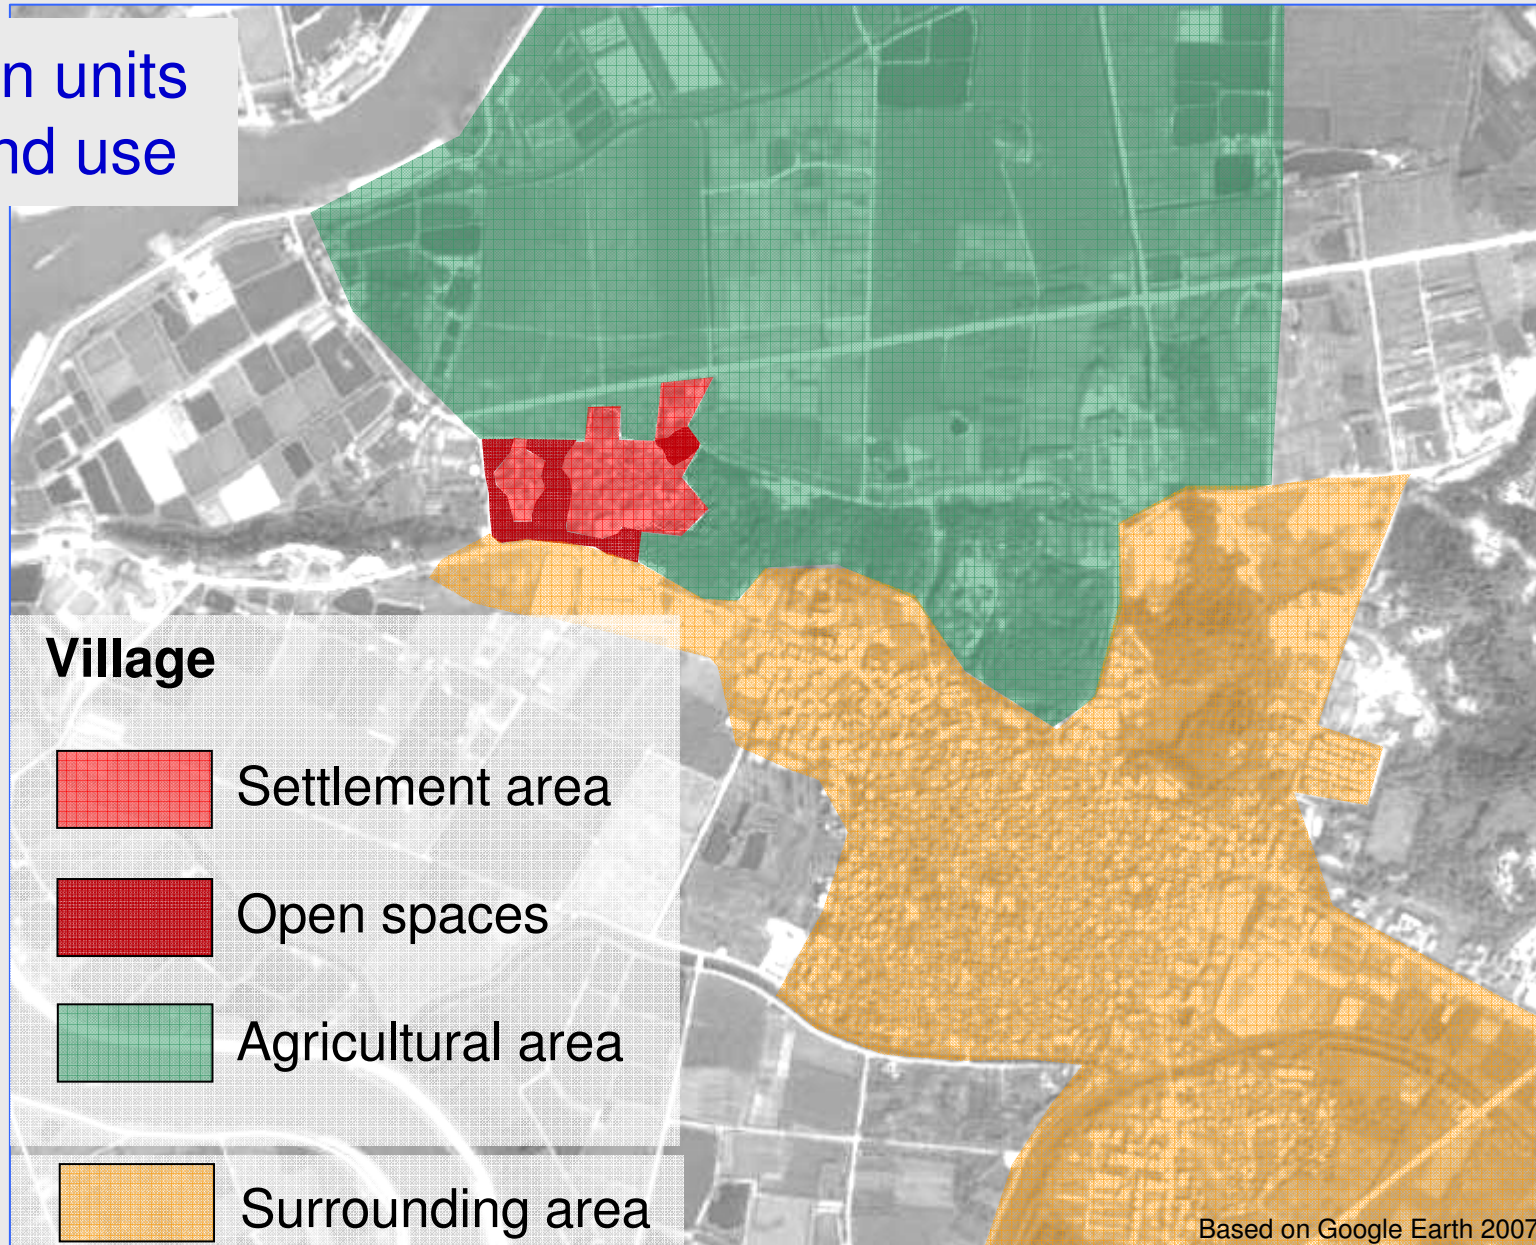 n units
nd use
Village
Settlement area
Open spaces
Agricultural area
Surrounding area
Based on Google Earth 2007